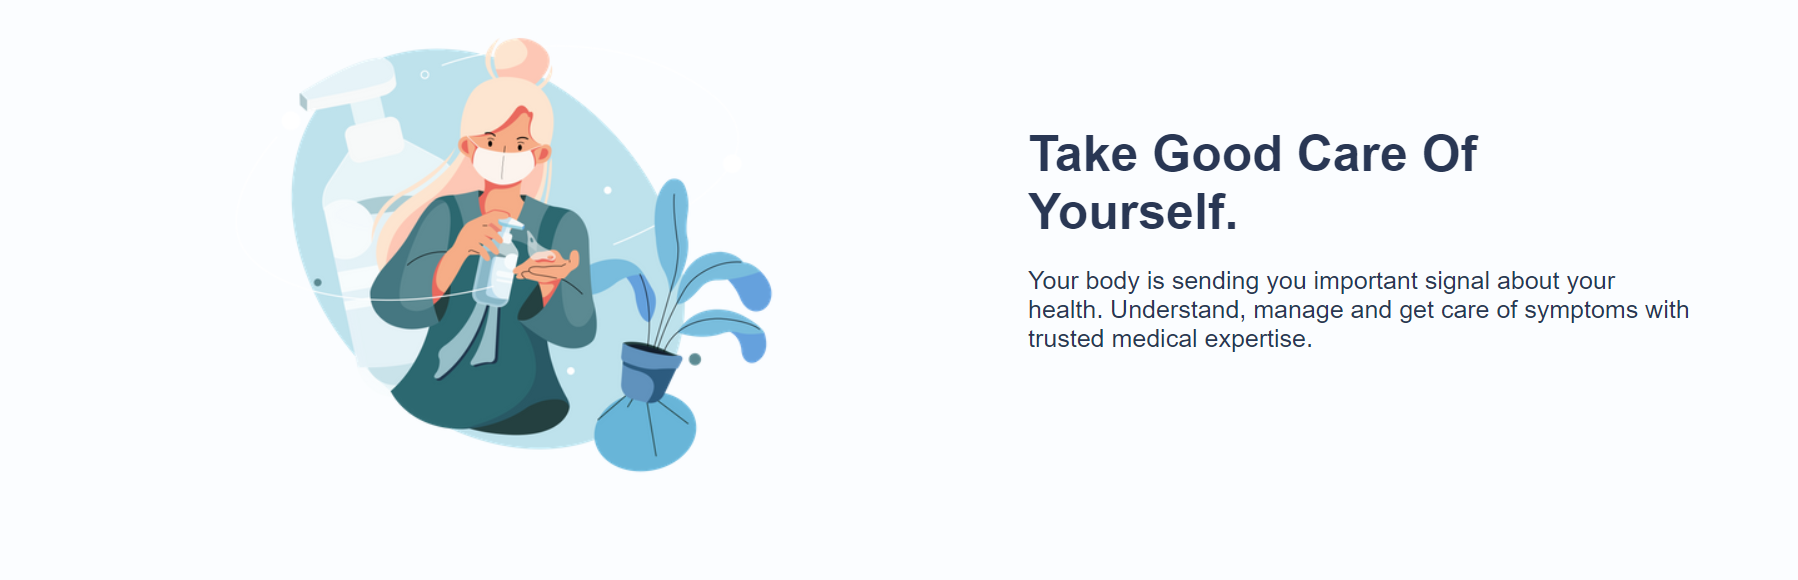 Take Good Care Of
Yourself.
Your body is sending you important signal about your
health. Understand, manage and get care of symptoms with
trusted medical expertise.